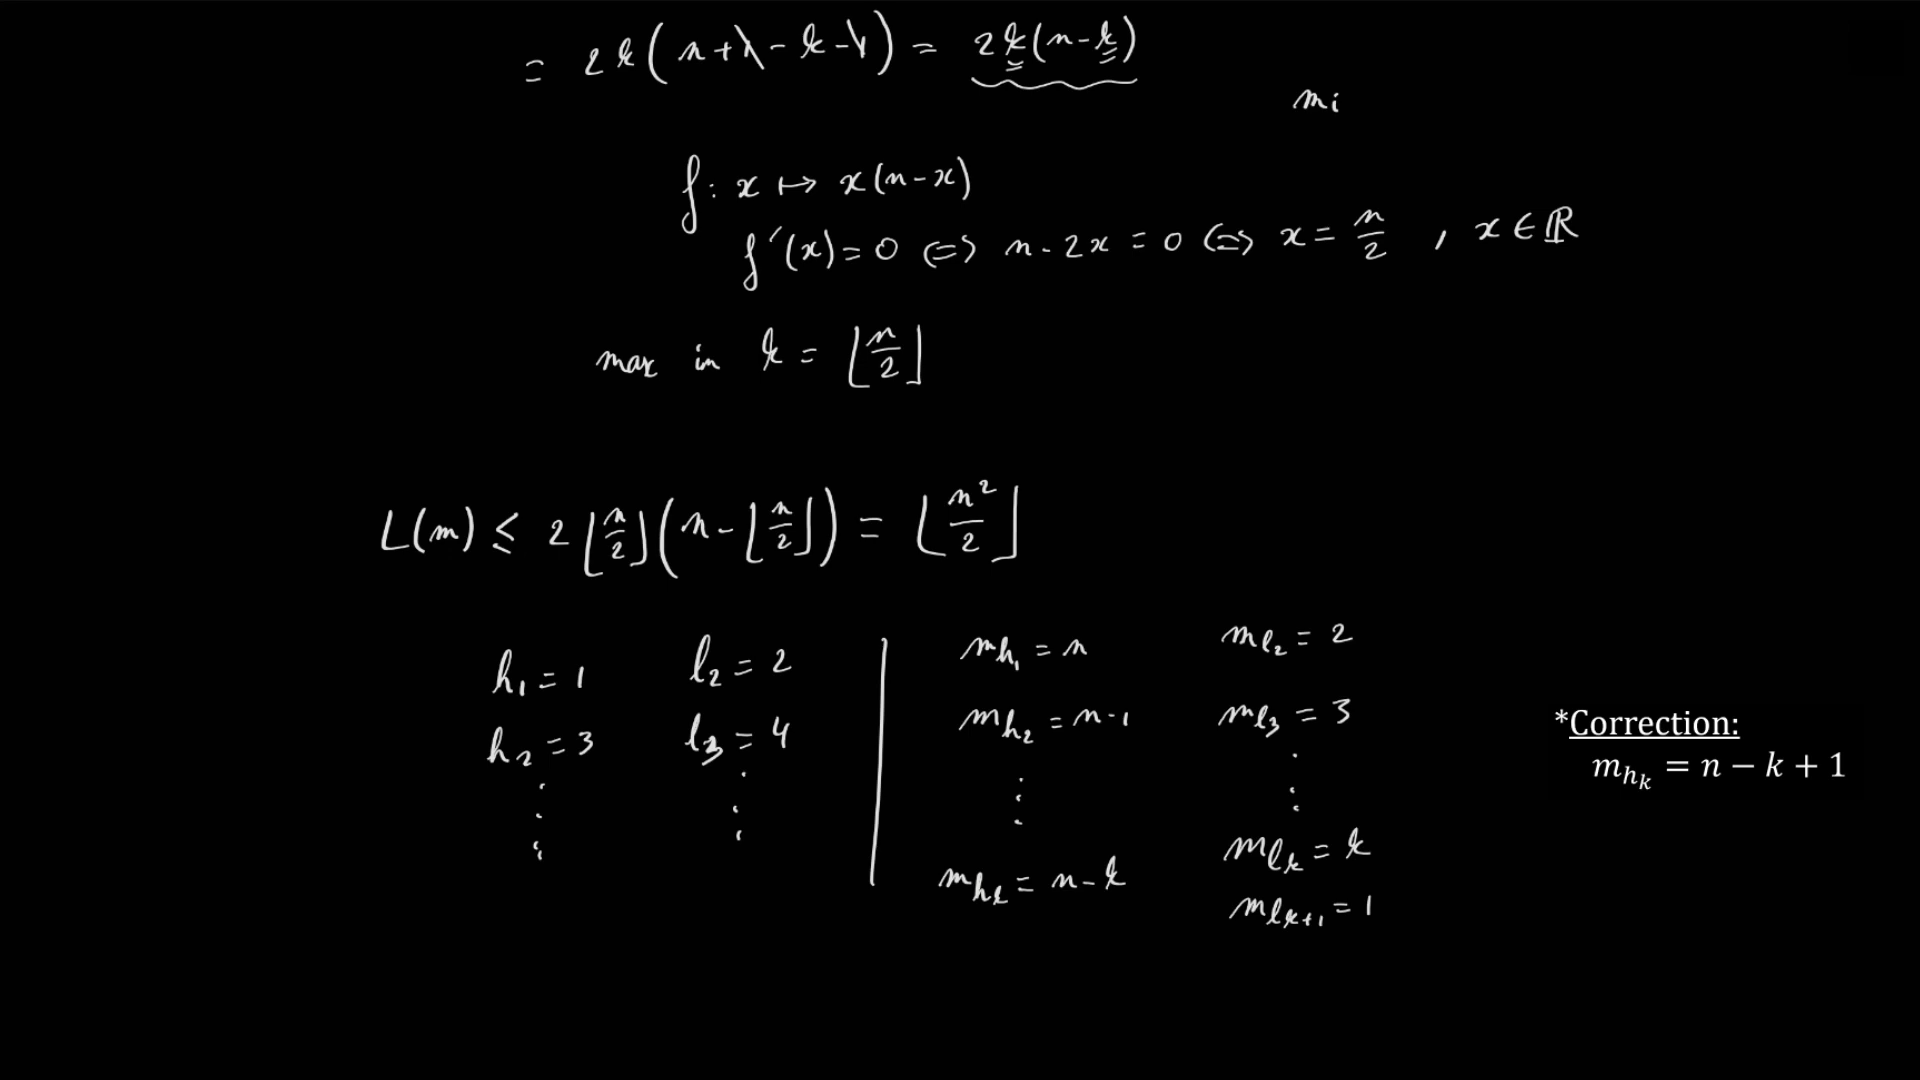 = 2k(n+1-k-1) = 2k(n-k)
mi
f: x ↦ x(n-x)
f'(x)=0 ⇔ n-2x=0 ⇔ x=n/2 , x∈ℝ
max in k = ⌊n/2⌋
L(m) ≤ 2⌊n/2⌋(n-⌊n/2⌋) = ⌊n²/2⌋
h₁=1 l₂=2 m_{h₁}=n m_{l₂}=2
h₂=3 l₃=4 m_{h₂}=n-1 m_{l₃}=3
⋮ ⋮ ⋮ ⋮
*Correction:
m_{h_k} = n − k + 1
m_{h_k}=n-k m_{l_k}=k
m_{l_{k+1}}=1